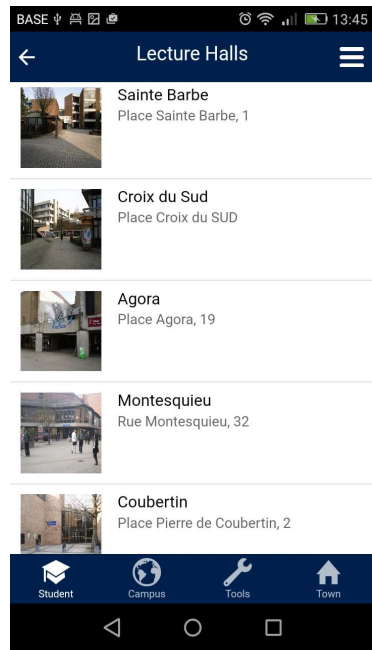 BASE 13:45
Lecture Halls
Sainte Barbe
Place Sainte Barbe, 1
Croix du Sud
Place Croix du SUD
Agora
Place Agora, 19
Montesquieu
Rue Montesquieu, 32
Coubertin
Place Pierre de Coubertin, 2
Student Campus Tools Town